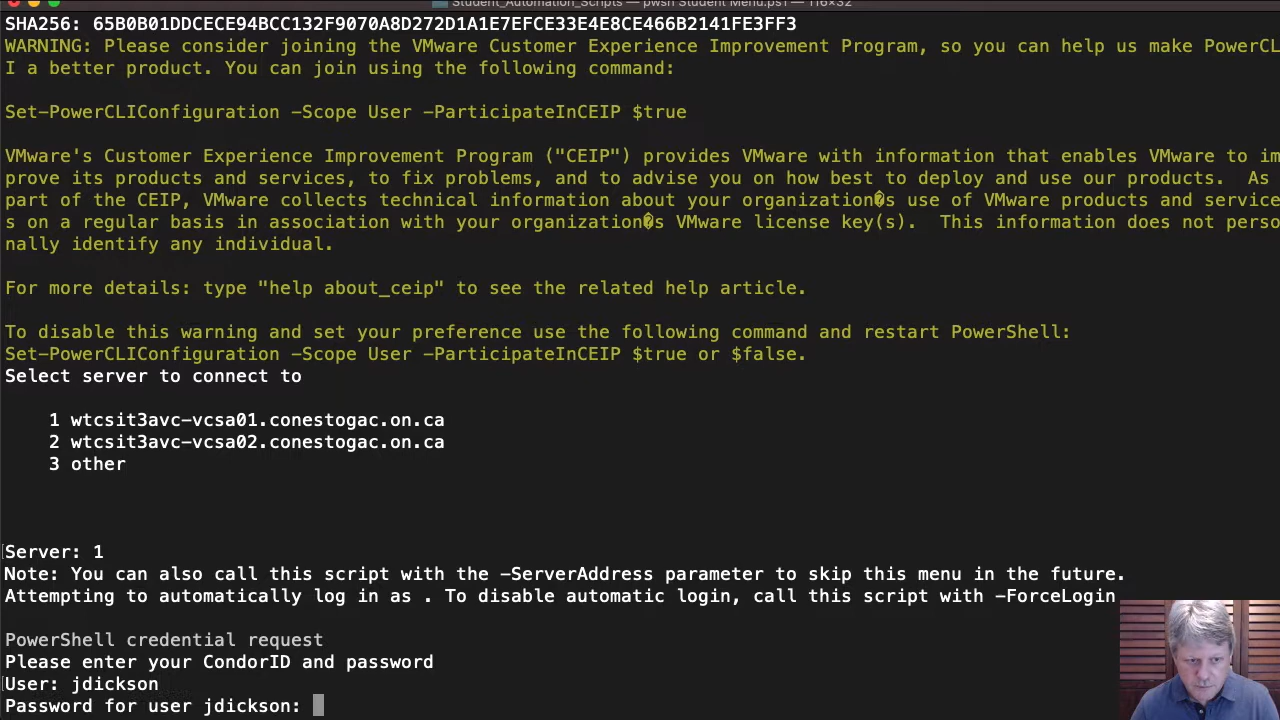 Student_Automation_Scripts — pwsh Student Menu.ps1 — 116×32
SHA256: 65B0B01DDCECE94BCC132F9070A8D272D1A1E7EFCE33E4E8CE466B2141FE3FF3
WARNING: Please consider joining the VMware Customer Experience Improvement Program, so you can help us make PowerCL
I a better product. You can join using the following command:
Set-PowerCLIConfiguration -Scope User -ParticipateInCEIP $true
VMware's Customer Experience Improvement Program ("CEIP") provides VMware with information that enables VMware to im
prove its products and services, to fix problems, and to advise you on how best to deploy and use our products.  As
part of the CEIP, VMware collects technical information about your organization�s use of VMware products and service
s on a regular basis in association with your organization�s VMware license key(s).  This information does not perso
nally identify any individual.
For more details: type "help about_ceip" to see the related help article.
To disable this warning and set your preference use the following command and restart PowerShell:
Set-PowerCLIConfiguration -Scope User -ParticipateInCEIP $true or $false.
Select server to connect to
1 wtcsit3avc-vcsa01.conestogac.on.ca
2 wtcsit3avc-vcsa02.conestogac.on.ca
3 other
Server: 1
Note: You can also call this script with the -ServerAddress parameter to skip this menu in the future.
Attempting to automatically log in as . To disable automatic login, call this script with -ForceLogin
PowerShell credential request
Please enter your CondorID and password
User: jdickson
Password for user jdickson: